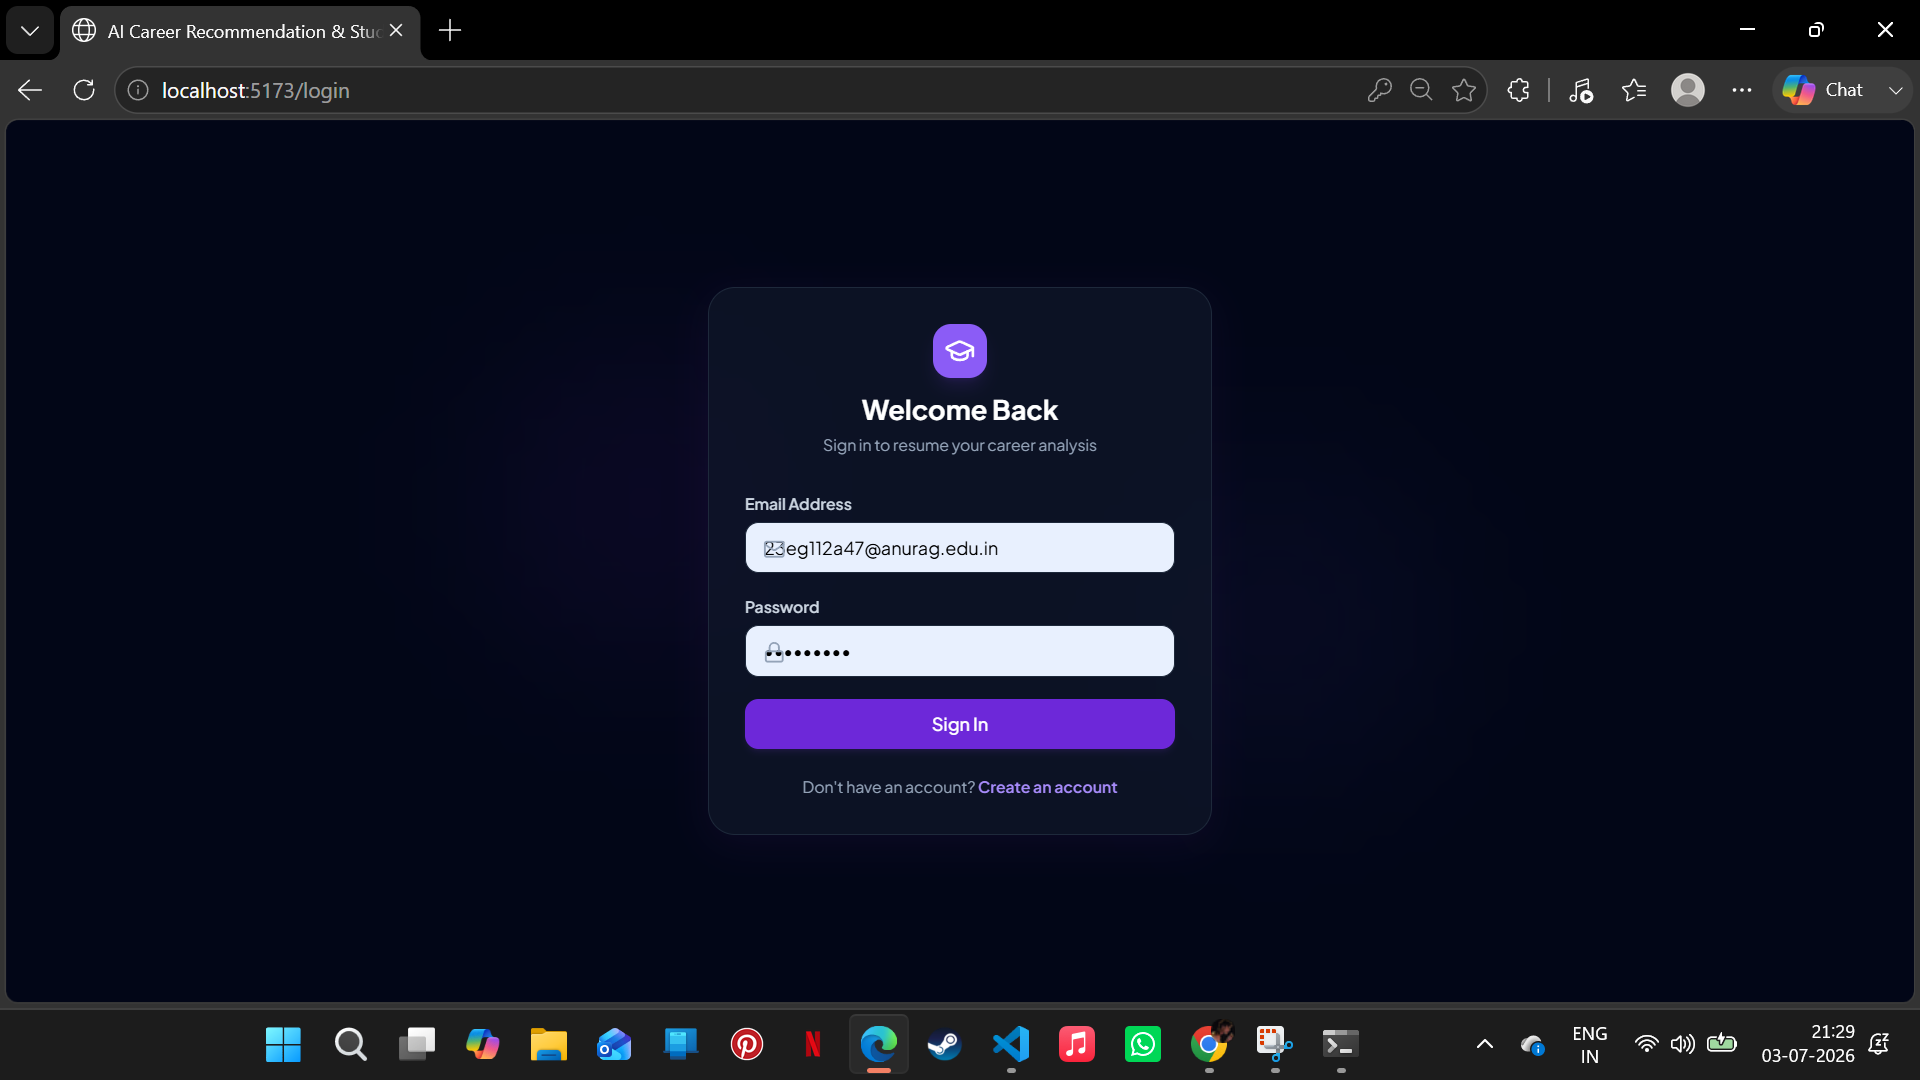 AI Career Recommendation & Stu
localhost:5173/login
Chat
Welcome Back
Sign in to resume your career analysis
Email Address
23eg112a47@anurag.edu.in
Password
Sign In
Don't have an account? Create an account
ENG
IN
21:29
03-07-2026